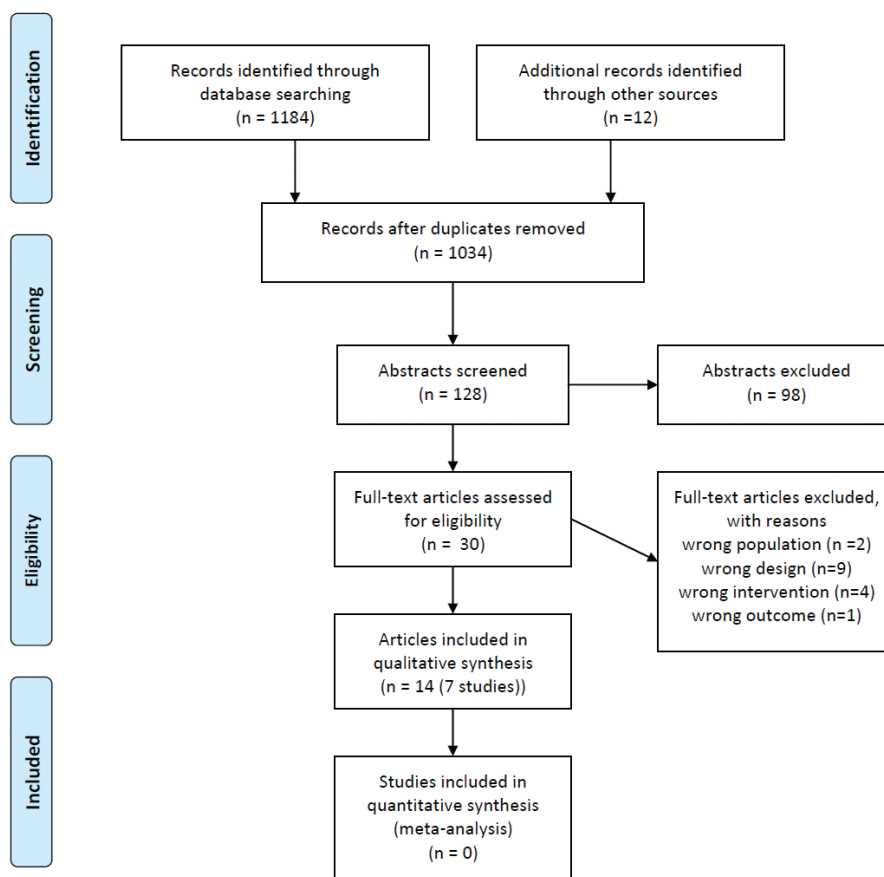 Identification
Records identified through
database searching
(n = 1184)
Additional records identified
through other sources
(n =12)
Records after duplicates removed
(n = 1034)
Screening
Abstracts screened
(n = 128)
Abstracts excluded
(n = 98)
Eligibility
Full-text articles assessed
for eligibility
(n = 30)
Full-text articles excluded,
with reasons
wrong population (n =2)
wrong design (n=9)
wrong intervention (n=4)
wrong outcome (n=1)
Articles included in
qualitative synthesis
(n = 14 (7 studies))
Included
Studies included in
quantitative synthesis
(meta-analysis)
(n = 0)